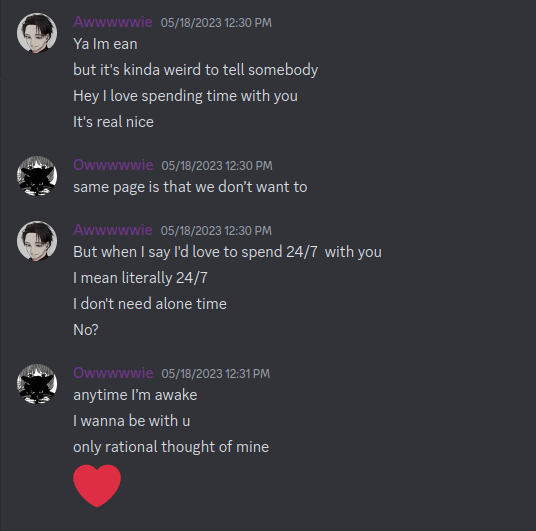 Awwwwwie 05/18/2023 12:30 PM
Ya Im ean
but it's kinda weird to tell somebody
Hey I love spending time with you
It's real nice
Owwwwwie 05/18/2023 12:30 PM
same page is that we don't want to
Awwwwwie 05/18/2023 12:30 PM
But when I say I'd love to spend 24/7 with you
I mean literally 24/7
I don't need alone time
No?
Owwwwwie 05/18/2023 12:31 PM
anytime I'm awake
I wanna be with u
only rational thought of mine